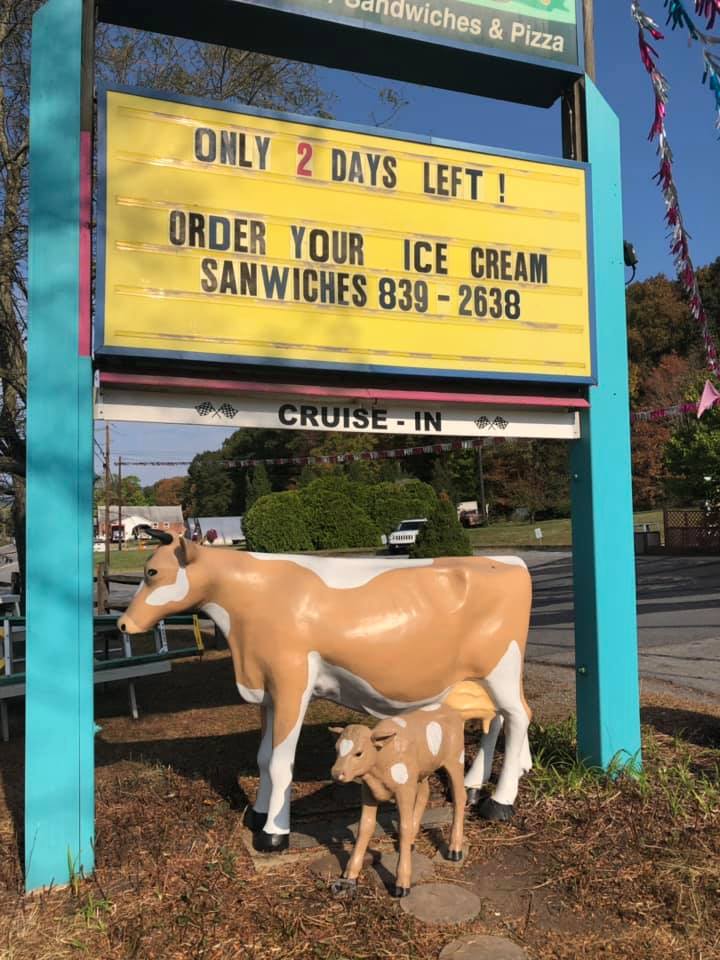 Sandwiches & Pizza
ONLY 2 DAYS LEFT !
ORDER YOUR ICE CREAM
SANWICHES 839 - 2638
CRUISE - IN